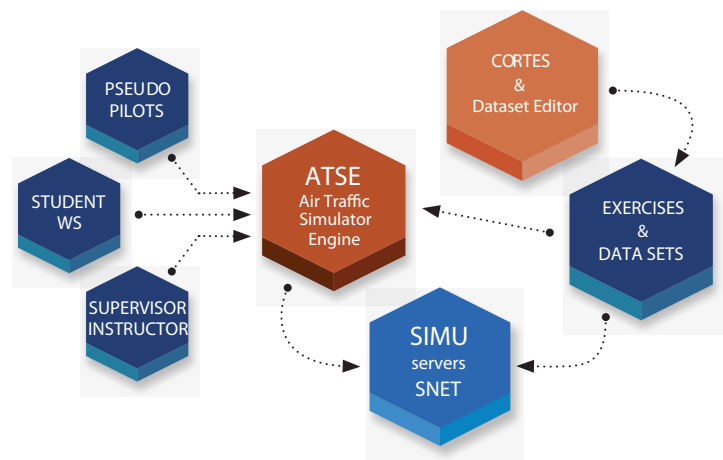 PSEUDO
PILOTS
STUDENT
WS
SUPERVISOR
INSTRUCTOR
ATSE
Air Traffic
Simulator
Engine
CORTES
&
Dataset Editor
EXERCISES
&
DATA SETS
SIMU
servers
SNET